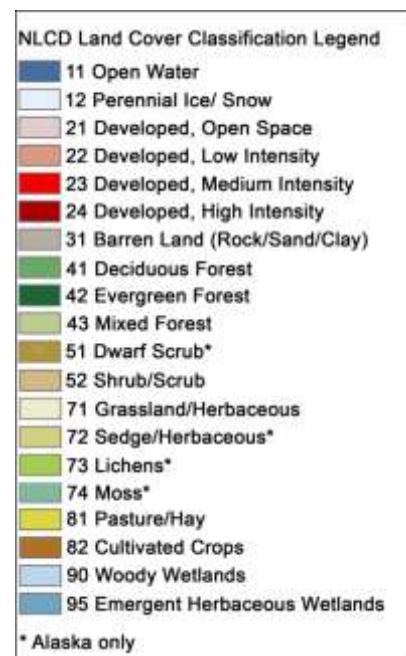 NLCD Land Cover Classification Legend
11 Open Water
12 Perennial Ice/ Snow
21 Developed, Open Space
22 Developed, Low Intensity
23 Developed, Medium Intensity
24 Developed, High Intensity
31 Barren Land (Rock/Sand/Clay)
41 Deciduous Forest
42 Evergreen Forest
43 Mixed Forest
51 Dwarf Scrub*
52 Shrub/Scrub
71 Grassland/Herbaceous
72 Sedge/Herbaceous*
73 Lichens*
74 Moss*
81 Pasture/Hay
82 Cultivated Crops
90 Woody Wetlands
95 Emergent Herbaceous Wetlands
* Alaska only